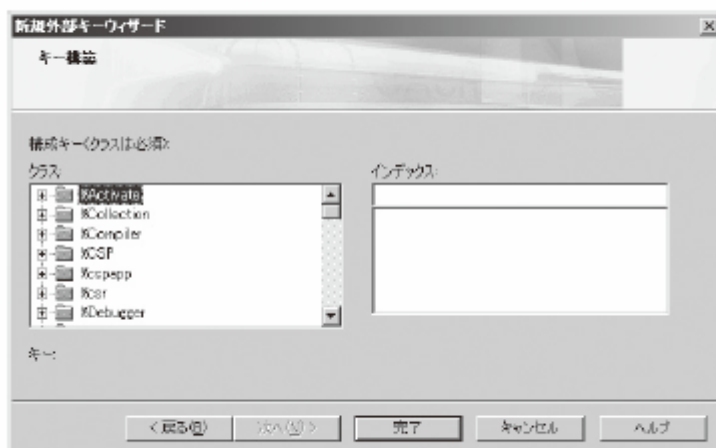 新規外部キーウィザード
キー構築
構成キー(クラスは必須):
クラス:
インデックス:
%Activate
%Collection
%Compiler
%CSP
%cspapp
%csr
%Debugger
キー:
< 戻る(B)
次へ(N) >
完了
キャンセル
ヘルプ